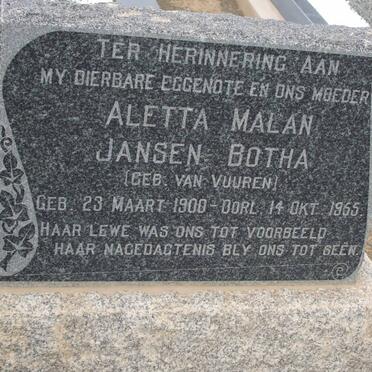 TER HERINNERING AAN
MY DIERBARE EGGENOTE EN ONS MOEDER
ALETTA MALAN
JANSEN BOTHA
(GEB. VAN VUUREN)
GEB. 23 MAART 1900 - OORL. 14 OKT. 1965.
HAAR LEWE WAS ONS TOT VOORBEELD
HAAR NAGEDAGTENIS BLY ONS TOT SEËN.